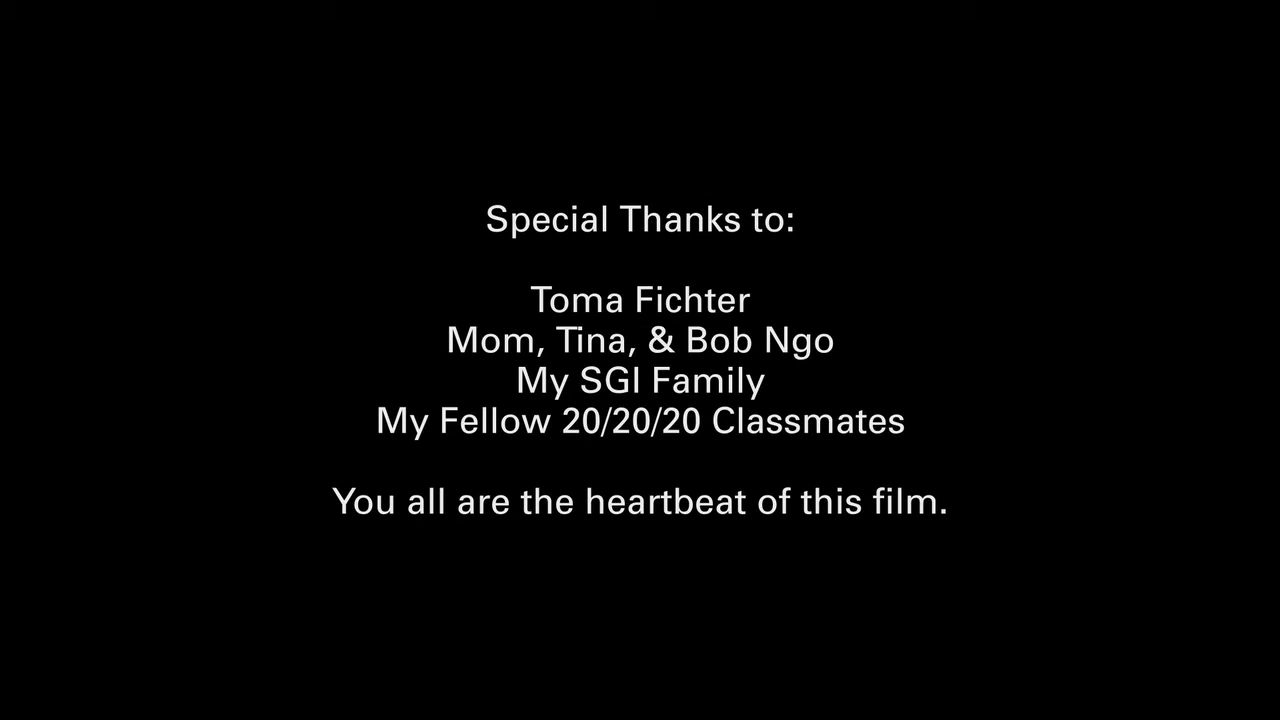 Special Thanks to:
Toma Fichter
Mom, Tina, & Bob Ngo
My SGI Family
My Fellow 20/20/20 Classmates
You all are the heartbeat of this film.